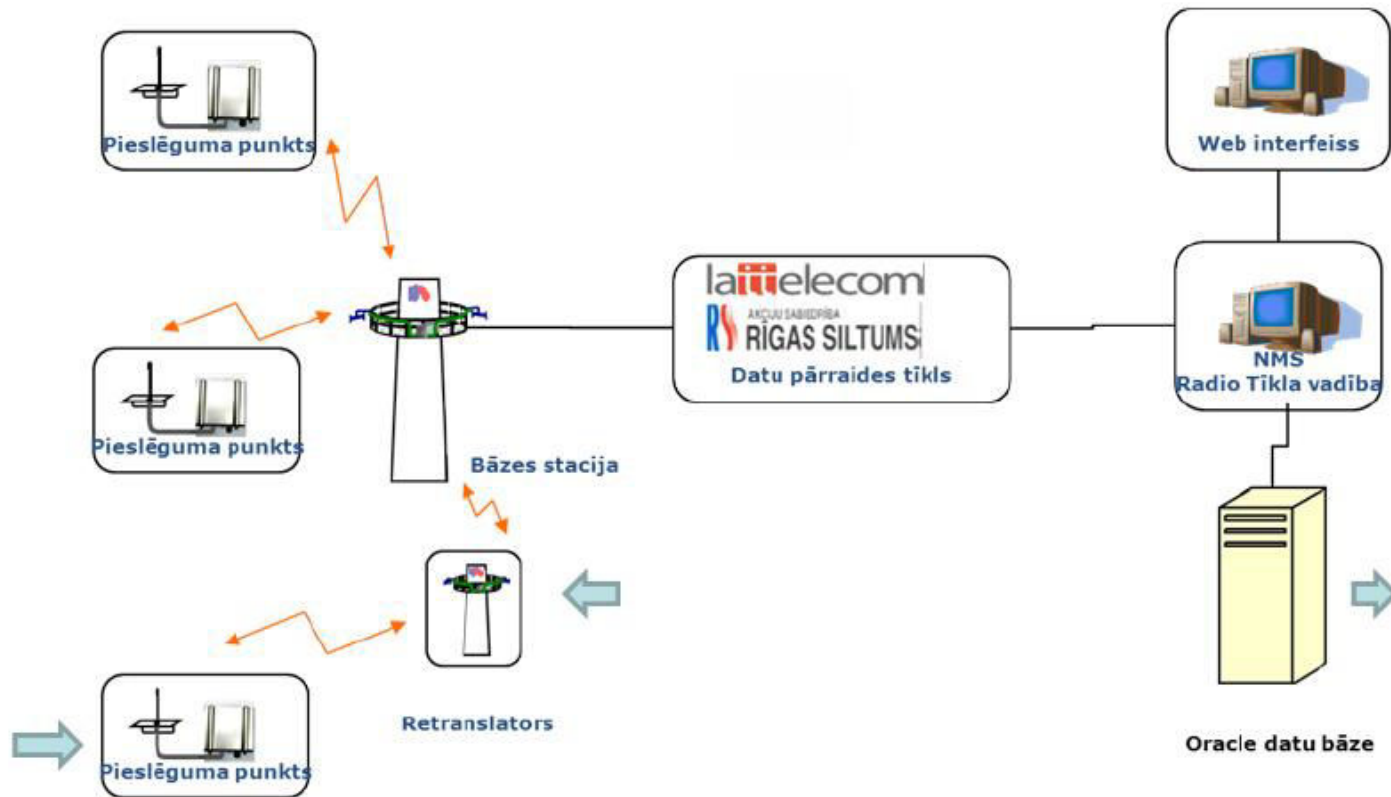 Pieslēguma punkts
Web interfeiss
lattelecom
AKCIJU SABIEDRĪBA
RS RĪGAS SILTUMS
Datu pārraides tīkls
NMS
Radio Tīkla vadība
Pieslēguma punkts
Bāzes stacija
Retranslators
Pieslēguma punkts
Oracle datu bāze